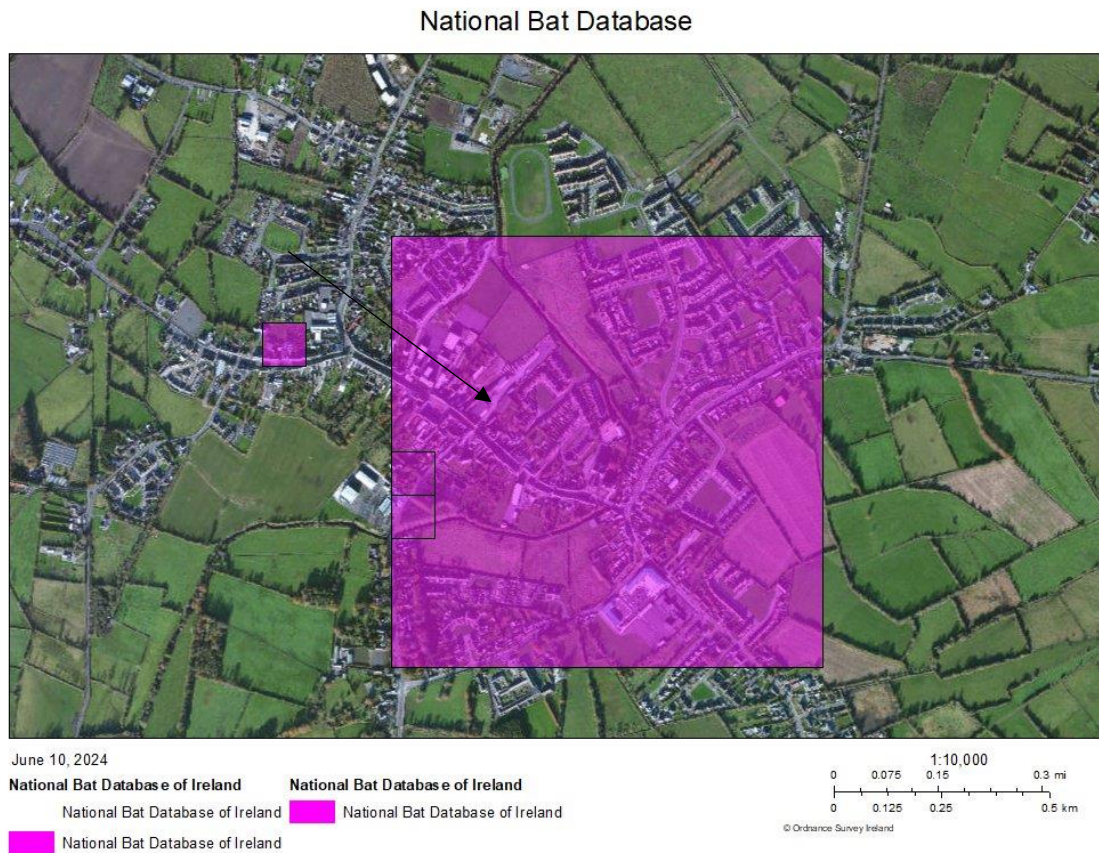 National Bat Database
June 10, 2024
National Bat Database of Ireland
National Bat Database of Ireland
National Bat Database of Ireland
National Bat Database of Ireland
National Bat Database of Ireland
1:10,000
0 0.075 0.15 0.3 mi
0 0.125 0.25 0.5 km
© Ordnance Survey Ireland